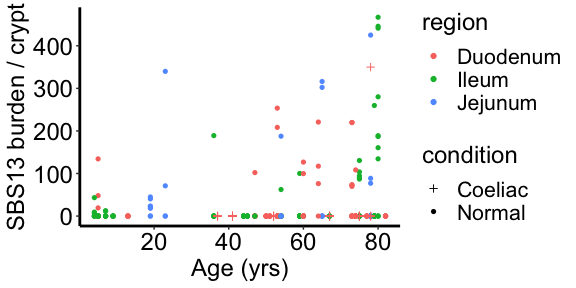 SBS13 burden / crypt
400
300
200
100
0
20
40
60
80
Age (yrs)
region
Duodenum
Ileum
Jejunum
condition
Coeliac
Normal